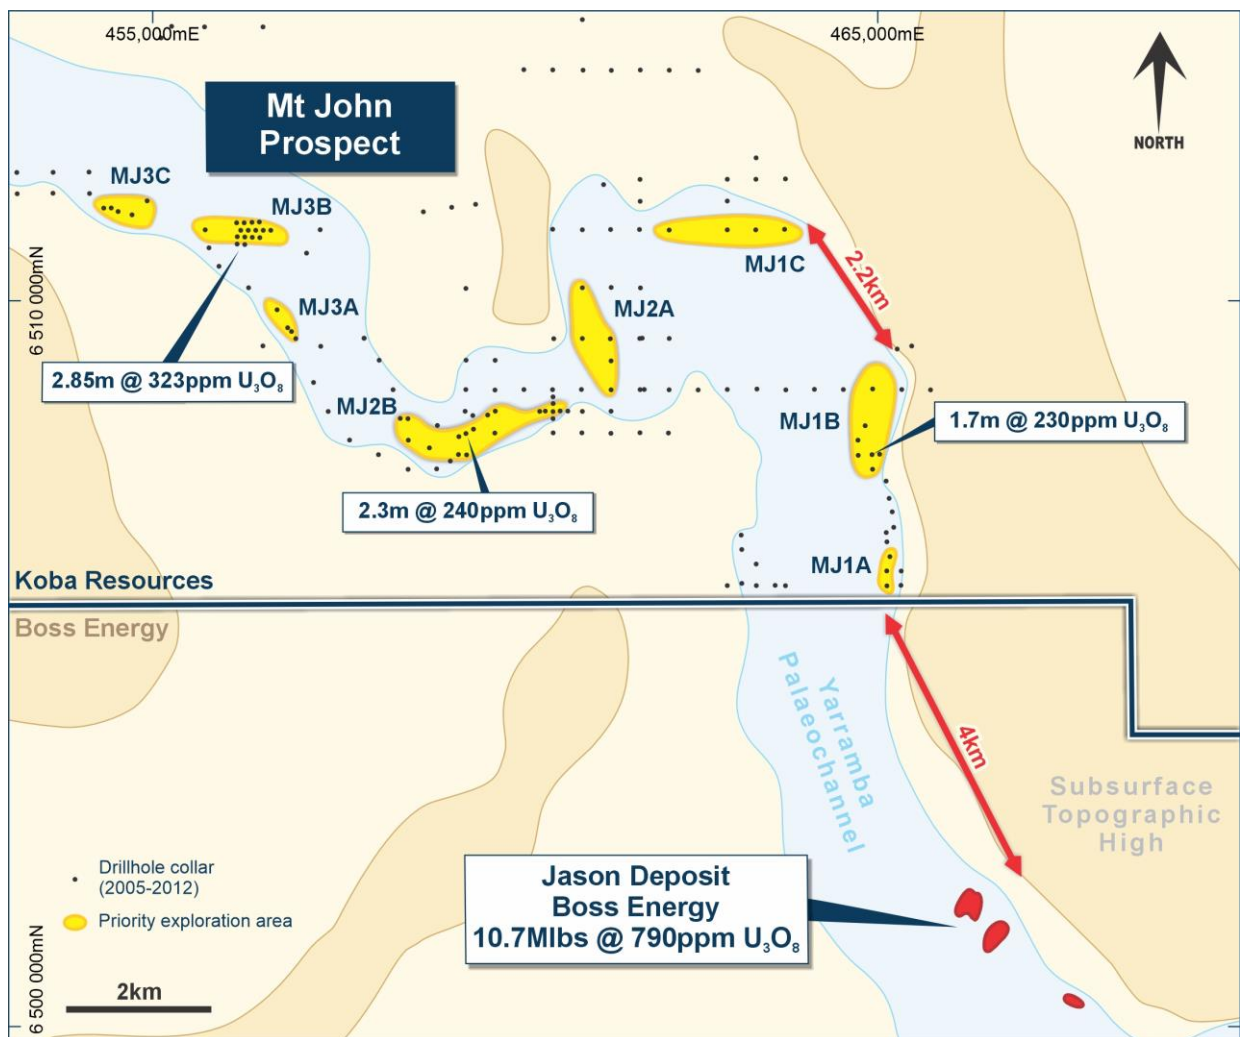 455,000mE
465,000mE
Mt John
Prospect
NORTH
MJ3C
MJ3B
MJ1C
2.2km
MJ3A
MJ2A
6 510 000mN
2.85m @ 323ppm U₃O₈
MJ2B
MJ1B
1.7m @ 230ppm U₃O₈
2.3m @ 240ppm U₃O₈
MJ1A
Koba Resources
Boss Energy
Yarramba
Palaeochannel
4km
Subsurface
Topographic
High
Jason Deposit
Boss Energy
10.7Mlbs @ 790ppm U₃O₈
Drillhole collar
(2005-2012)
Priority exploration area
2km
6 500 000mN